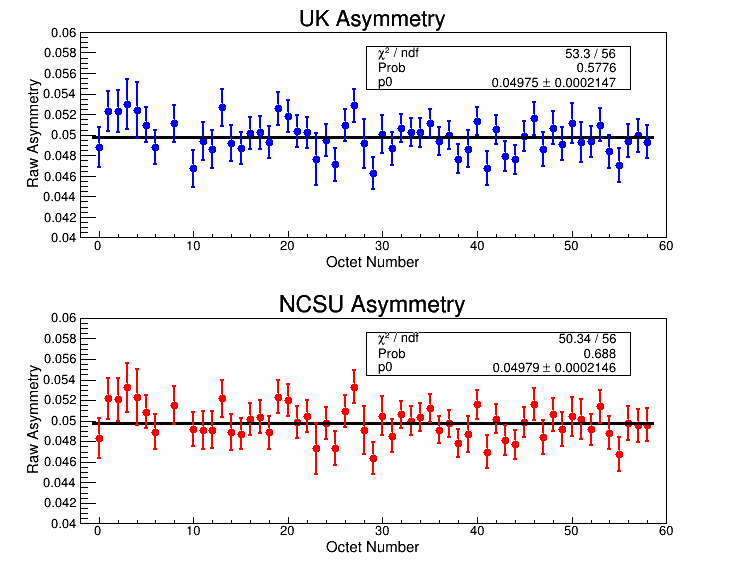 UK Asymmetry
χ² / ndf 53.3 / 56
Prob 0.5776
p0 0.04975 ± 0.0002147
Raw Asymmetry
0.06
0.058
0.056
0.054
0.052
0.05
0.048
0.046
0.044
0.042
0.04
0 10 20 30 40 50 60
Octet Number
NCSU Asymmetry
χ² / ndf 50.34 / 56
Prob 0.688
p0 0.04979 ± 0.0002146
Raw Asymmetry
0.06
0.058
0.056
0.054
0.052
0.05
0.048
0.046
0.044
0.042
0.04
0 10 20 30 40 50 60
Octet Number